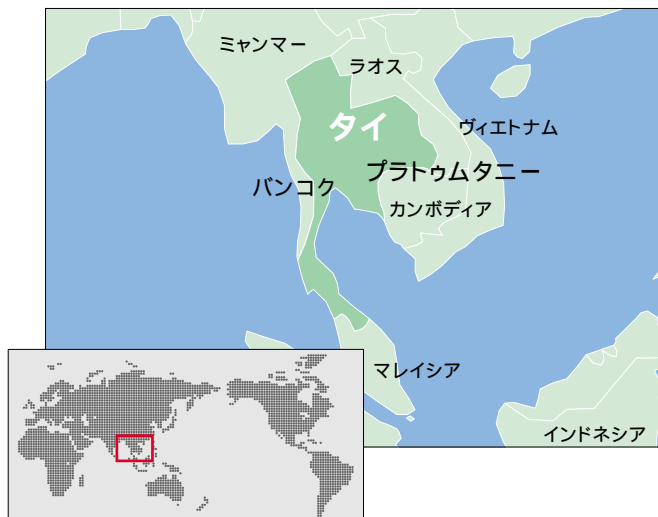 ミャンマー
ラオス
タイ
ヴィエトナム
プラトゥムタニー
バンコク
カンボディア
マレイシア
インドネシア